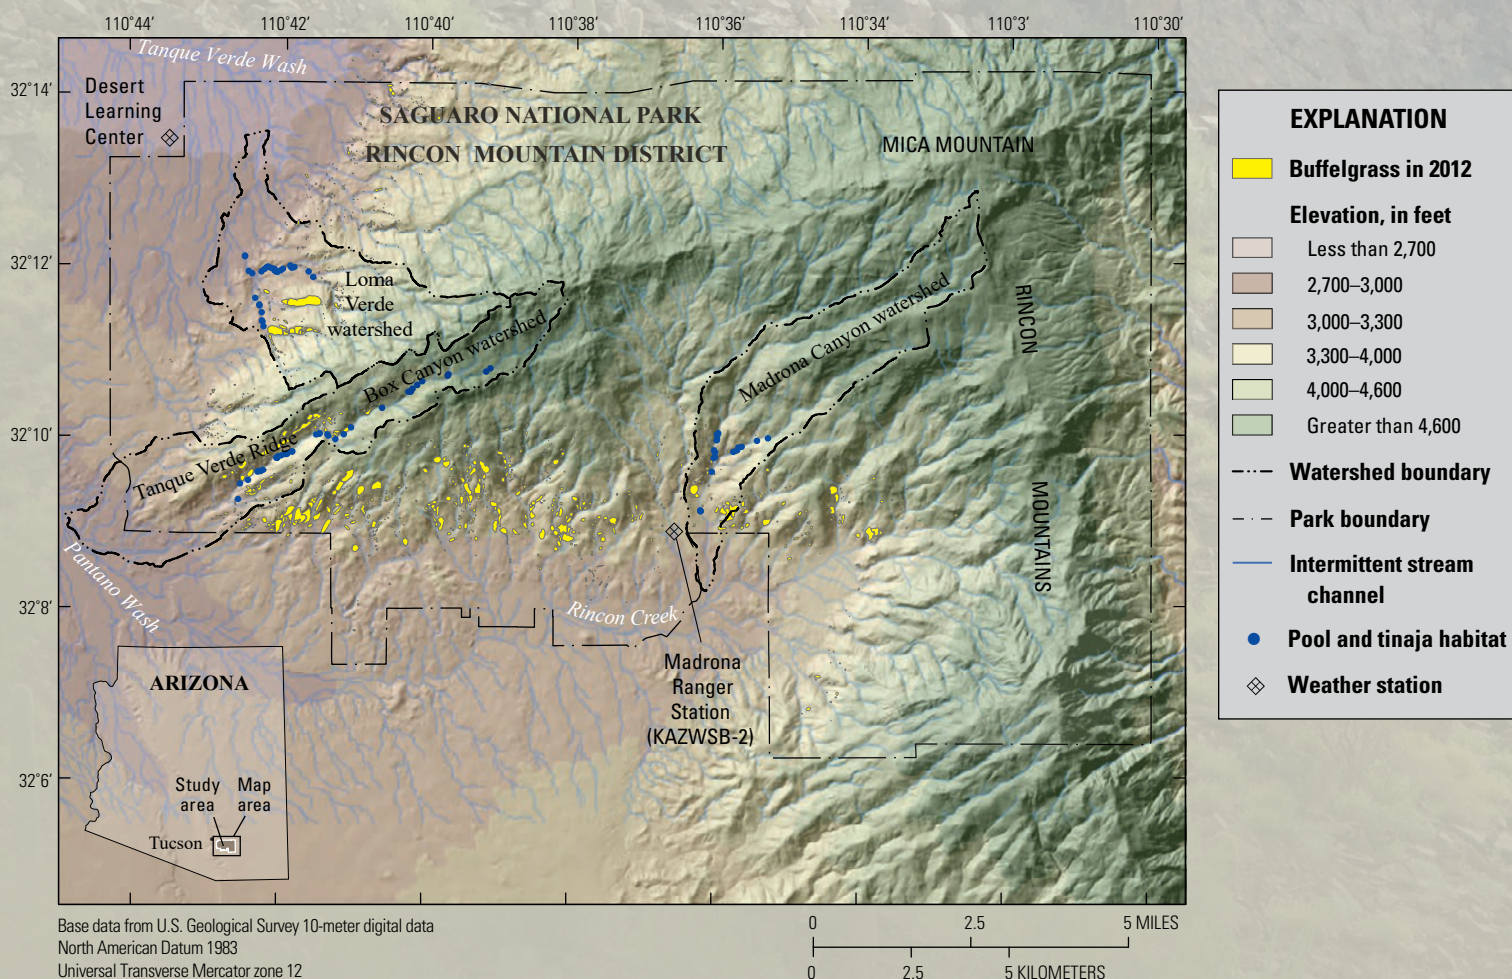 110˚44'
110˚42'
110˚40'
110˚38'
110˚36'
110˚34'
110˚3'
110˚30'
32˚14'
32˚12'
32˚10'
32˚8'
32˚6'
Tanque Verde Wash
Desert
Learning
Center
SAGUARO NATIONAL PARK
RINCON MOUNTAIN DISTRICT
MICA MOUNTAIN
Loma
Verde
watershed
Box Canyon watershed
Madrona Canyon watershed
RINCON
MOUNTAINS
Tanque Verde Ridge
Pantano Wash
Rincon Creek
Madrona
Ranger
Station
(KAZWSB-2)
ARIZONA
Study
area
Map
area
Tucson
EXPLANATION
Buffelgrass in 2012
Elevation, in feet
Less than 2,700
2,700–3,000
3,000–3,300
3,300–4,000
4,000–4,600
Greater than 4,600
Watershed boundary
Park boundary
Intermittent stream
channel
Pool and tinaja habitat
Weather station
Base data from U.S. Geological Survey 10-meter digital data
North American Datum 1983
Universal Transverse Mercator zone 12
0 2.5 5 MILES
0 2.5 5 KILOMETERS